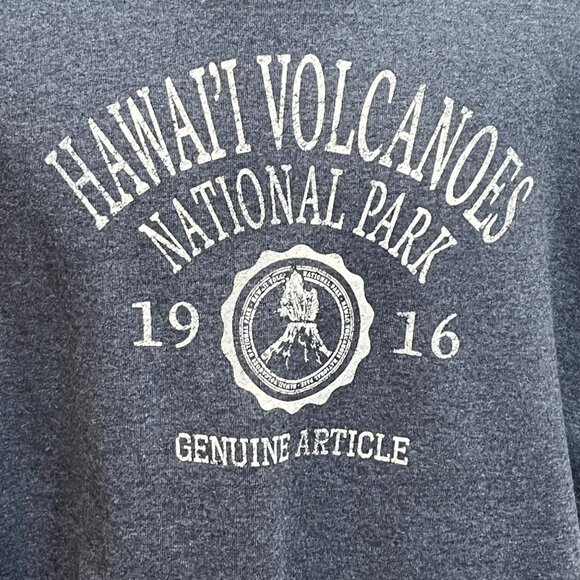 HAWAI'I VOLCANOES
NATIONAL PARK
19 16
GENUINE ARTICLE